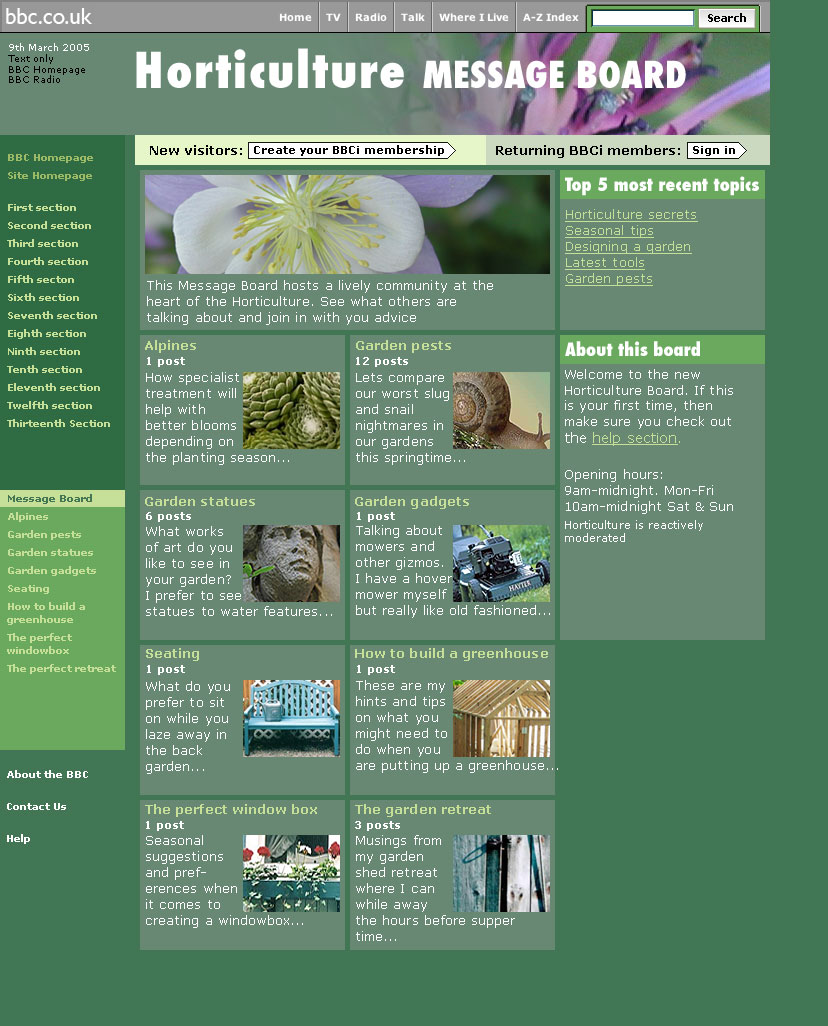 bbc.co.uk
Home
TV
Radio
Talk
Where I Live
A-Z Index
Search
9th March 2005
Text only
BBC Homepage
BBC Radio
Horticulture MESSAGE BOARD
New visitors: Create your BBCi membership
Returning BBCi members: Sign in
BBC Homepage
Site Homepage
First section
Second section
Third section
Fourth section
Fifth secton
Sixth section
Seventh section
Eighth section
Ninth section
Tenth section
Eleventh section
Twelfth section
Thirteenth Section
Message Board
Alpines
Garden pests
Garden statues
Garden gadgets
Seating
How to build a
greenhouse
The perfect
windowbox
The perfect retreat
About the BBC
Contact Us
Help
This Message Board hosts a lively community at the
heart of the Horticulture. See what others are
talking about and join in with you advice
Top 5 most recent topics
Horticulture secrets
Seasonal tips
Designing a garden
Latest tools
Garden pests
Alpines
1 post
How specialist
treatment will
help with
better blooms
depending on
the planting season...
Garden pests
12 posts
Lets compare
our worst slug
and snail
nightmares in
our gardens
this springtime...
About this board
Welcome to the new
Horticulture Board. If this
is your first time, then
make sure you check out
the help section.
Opening hours:
9am-midnight. Mon-Fri
10am-midnight Sat & Sun
Horticulture is reactively
moderated
Garden statues
6 posts
What works
of art do you
like to see in
your garden?
I prefer to see
statues to water features...
Garden gadgets
1 post
Talking about
mowers and
other gizmos.
I have a hover
mower myself
but really like old fashioned...
HAYTER
Seating
1 post
What do you
prefer to sit
on while you
laze away in
the back
garden...
How to build a greenhouse
1 post
These are my
hints and tips
on what you
might need to
do when you
are putting up a greenhouse...
The perfect window box
1 post
Seasonal
suggestions
and pref-
erences when
it comes to
creating a windowbox...
The garden retreat
3 posts
Musings from
my garden
shed retreat
where I can
while away
the hours before supper
time...